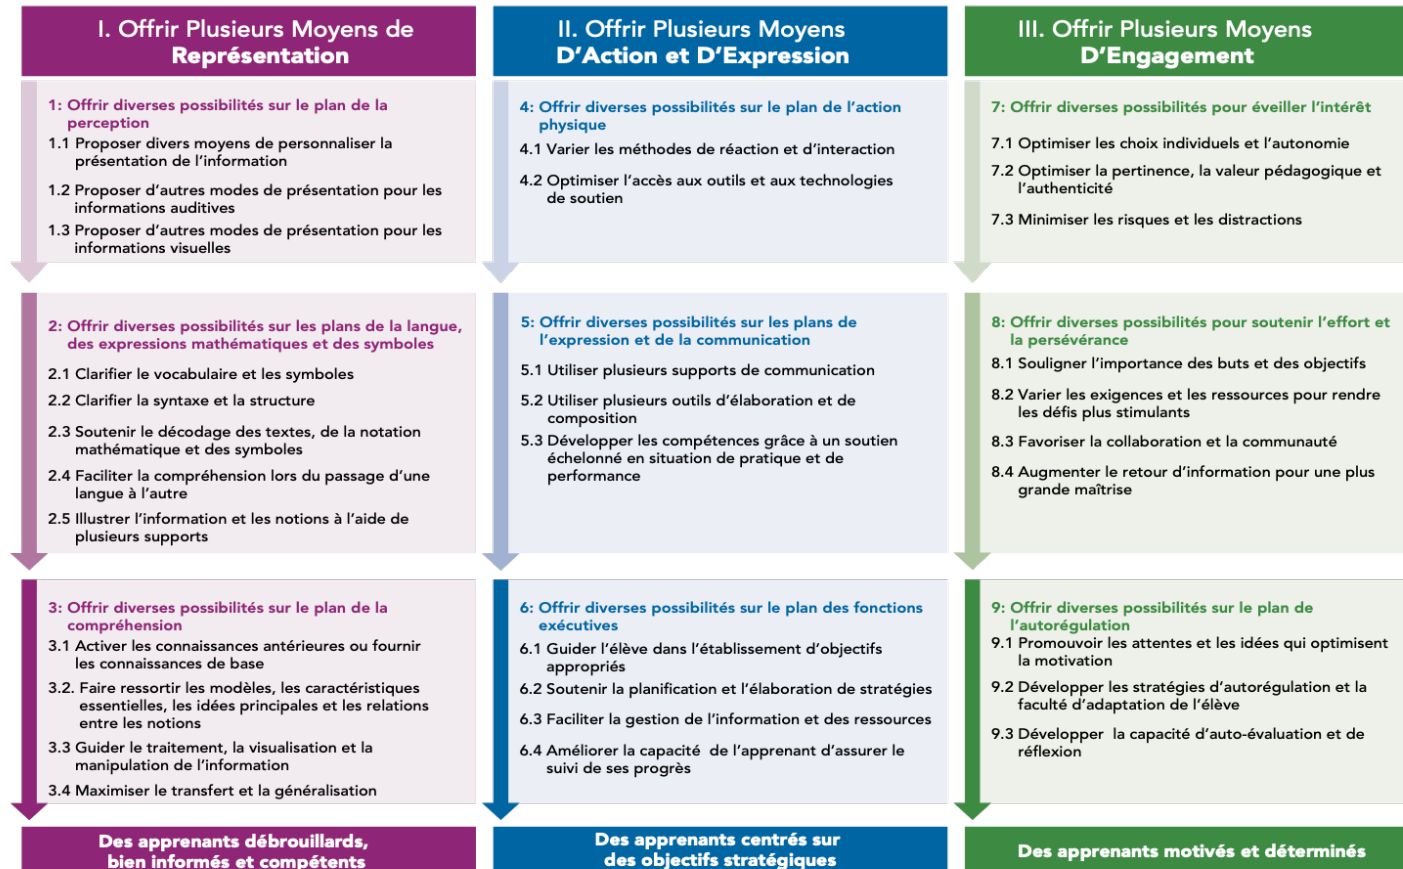 I. Offrir Plusieurs Moyens de
Représentation
1: Offrir diverses possibilités sur le plan de la
perception
1.1 Proposer divers moyens de personnaliser la
présentation de l'information
1.2 Proposer d'autres modes de présentation pour les
informations auditives
1.3 Proposer d'autres modes de présentation pour les
informations visuelles
2: Offrir diverses possibilités sur les plans de la langue,
des expressions mathématiques et des symboles
2.1 Clarifier le vocabulaire et les symboles
2.2 Clarifier la syntaxe et la structure
2.3 Soutenir le décodage des textes, de la notation
mathématique et des symboles
2.4 Faciliter la compréhension lors du passage d'une
langue à l'autre
2.5 Illustrer l'information et les notions à l'aide de
plusieurs supports
3: Offrir diverses possibilités sur le plan de la
compréhension
3.1 Activer les connaissances antérieures ou fournir
les connaissances de base
3.2. Faire ressortir les modèles, les caractéristiques
essentielles, les idées principales et les relations
entre les notions
3.3 Guider le traitement, la visualisation et la
manipulation de l'information
3.4 Maximiser le transfert et la généralisation
Des apprenants débrouillards,
bien informés et compétents
II. Offrir Plusieurs Moyens
D'Action et D'Expression
4: Offrir diverses possibilités sur le plan de l'action
physique
4.1 Varier les méthodes de réaction et d'interaction
4.2 Optimiser l'accès aux outils et aux technologies
de soutien
5: Offrir diverses possibilités sur les plans de
l'expression et de la communication
5.1 Utiliser plusieurs supports de communication
5.2 Utiliser plusieurs outils d'élaboration et de
composition
5.3 Développer les compétences grâce à un soutien
échelonné en situation de pratique et de
performance
6: Offrir diverses possibilités sur le plan des fonctions
exécutives
6.1 Guider l'élève dans l'établissement d'objectifs
appropriés
6.2 Soutenir la planification et l'élaboration de stratégies
6.3 Faciliter la gestion de l'information et des ressources
6.4 Améliorer la capacité de l'apprenant d'assurer le
suivi de ses progrès
Des apprenants centrés sur
des objectifs stratégiques
III. Offrir Plusieurs Moyens
D'Engagement
7: Offrir diverses possibilités pour éveiller l'intérêt
7.1 Optimiser les choix individuels et l'autonomie
7.2 Optimiser la pertinence, la valeur pédagogique et
l'authenticité
7.3 Minimiser les risques et les distractions
8: Offrir diverses possibilités pour soutenir l'effort et
la persévérance
8.1 Souligner l'importance des buts et des objectifs
8.2 Varier les exigences et les ressources pour rendre
les défis plus stimulants
8.3 Favoriser la collaboration et la communauté
8.4 Augmenter le retour d'information pour une plus
grande maîtrise
9: Offrir diverses possibilités sur le plan de
l'autorégulation
9.1 Promouvoir les attentes et les idées qui optimisent
la motivation
9.2 Développer les stratégies d'autorégulation et la
faculté d'adaptation de l'élève
9.3 Développer la capacité d'auto-évaluation et de
réflexion
Des apprenants motivés et déterminés